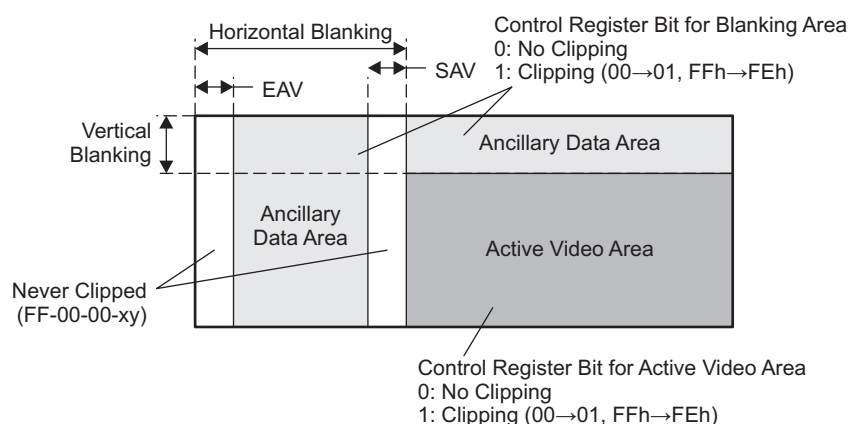 Control Register Bit for Blanking Area
0: No Clipping
1: Clipping (00→01, FFh→FEh)
Horizontal Blanking
SAV
EAV
Vertical
Blanking
Ancillary Data Area
Ancillary
Data Area
Active Video Area
Never Clipped
(FF-00-00-xy)
Control Register Bit for Active Video Area
0: No Clipping
1: Clipping (00→01, FFh→FEh)